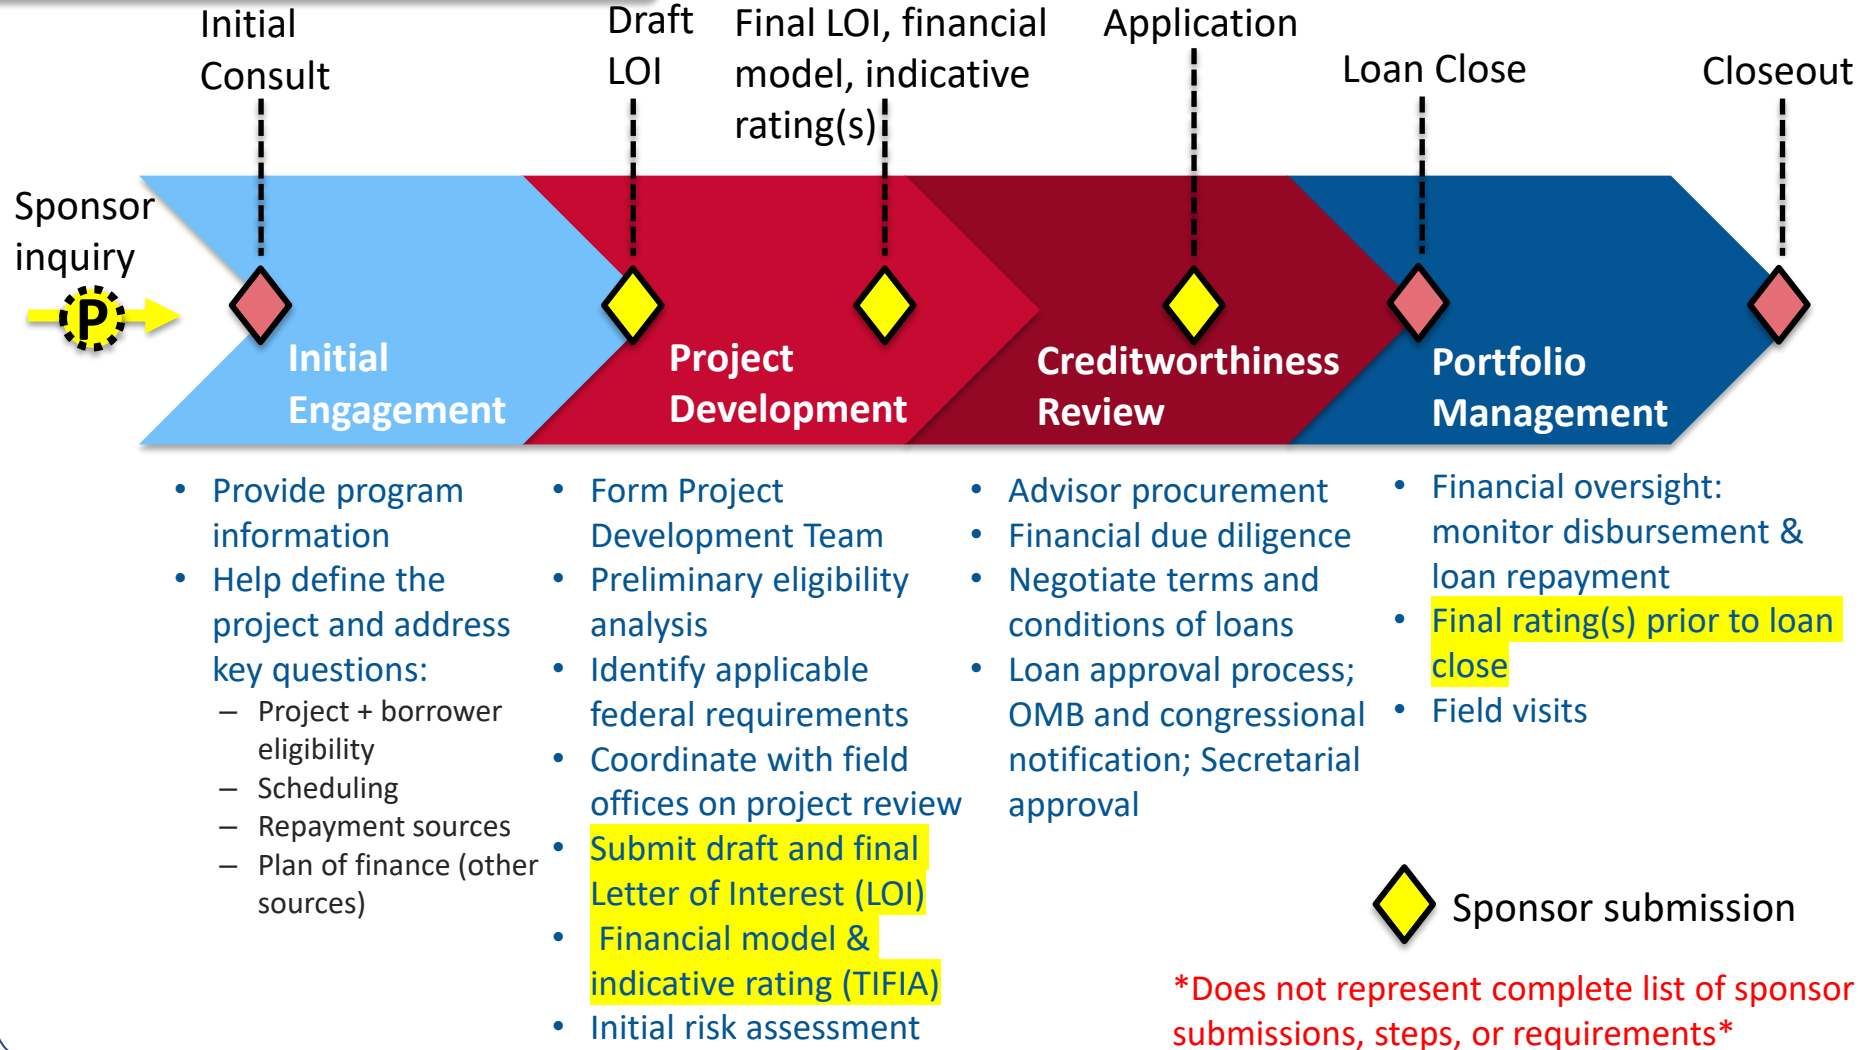 Initial
Consult
Draft
LOI
Final LOI, financial
model, indicative
rating(s)
Application
Loan Close
Closeout
Sponsor
inquiry
P
Initial
Engagement
Project
Development
Creditworthiness
Review
Portfolio
Management
• Provide program
information
• Help define the
project and address
key questions:
– Project + borrower
eligibility
– Scheduling
– Repayment sources
– Plan of finance (other
sources)
• Form Project
Development Team
• Preliminary eligibility
analysis
• Identify applicable
federal requirements
• Coordinate with field
offices on project review
• Submit draft and final
Letter of Interest (LOI)
• Financial model &
indicative rating (TIFIA)
• Initial risk assessment
• Advisor procurement
• Financial due diligence
• Negotiate terms and
conditions of loans
• Loan approval process;
OMB and congressional
notification; Secretarial
approval
• Financial oversight:
monitor disbursement &
loan repayment
• Final rating(s) prior to loan
close
• Field visits
Sponsor submission
*Does not represent complete list of sponsor
submissions, steps, or requirements*